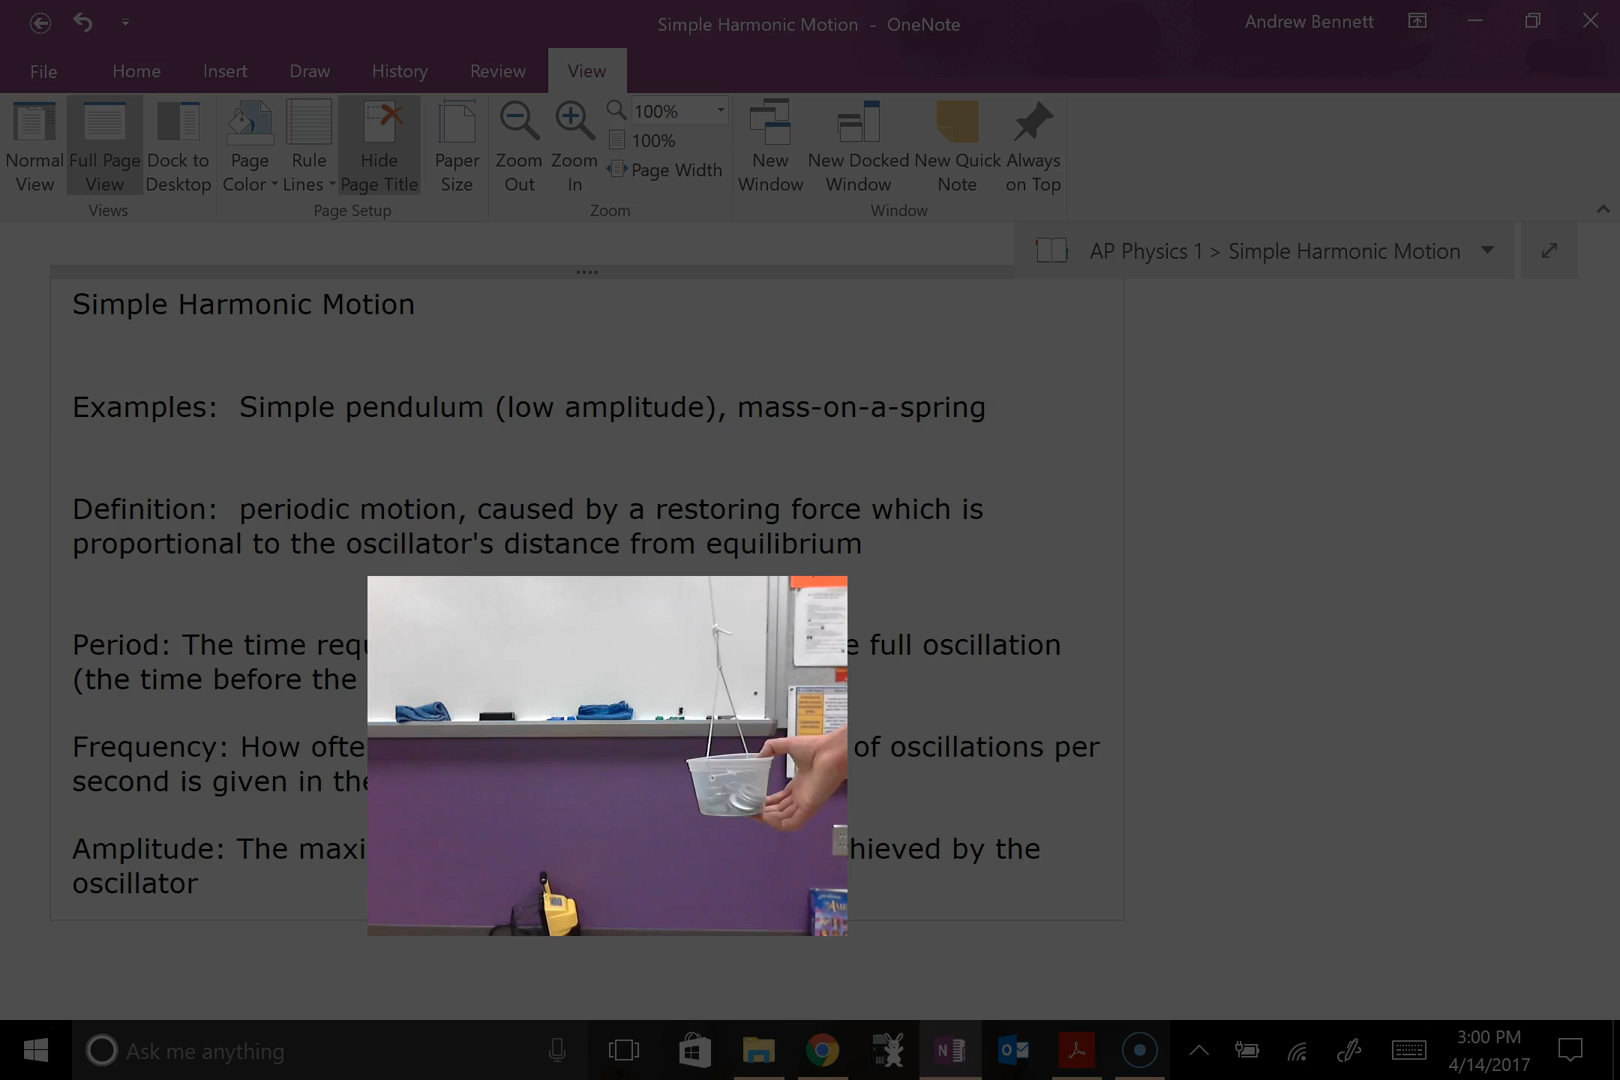 Simple Harmonic Motion - OneNote
Andrew Bennett
File Home Insert Draw History Review View
Normal View
Full Page View
Dock to Desktop
Views
Page Color
Rule Lines
Hide Page Title
Paper Size
Page Setup
Zoom Out
Zoom In
100%
100%
Page Width
Zoom
New Window
New Docked Window
New Quick Note
Always on Top
Window
AP Physics 1 > Simple Harmonic Motion
Simple Harmonic Motion
Examples: Simple pendulum (low amplitude), mass-on-a-spring
Definition: periodic motion, caused by a restoring force which is
proportional to the oscillator's distance from equilibrium
Period: The time full oscillation
(the time before the
Frequency: How of oscillations per
second is given in
Amplitude: The by the
oscillator
Ask me anything
3:00 PM
4/14/2017